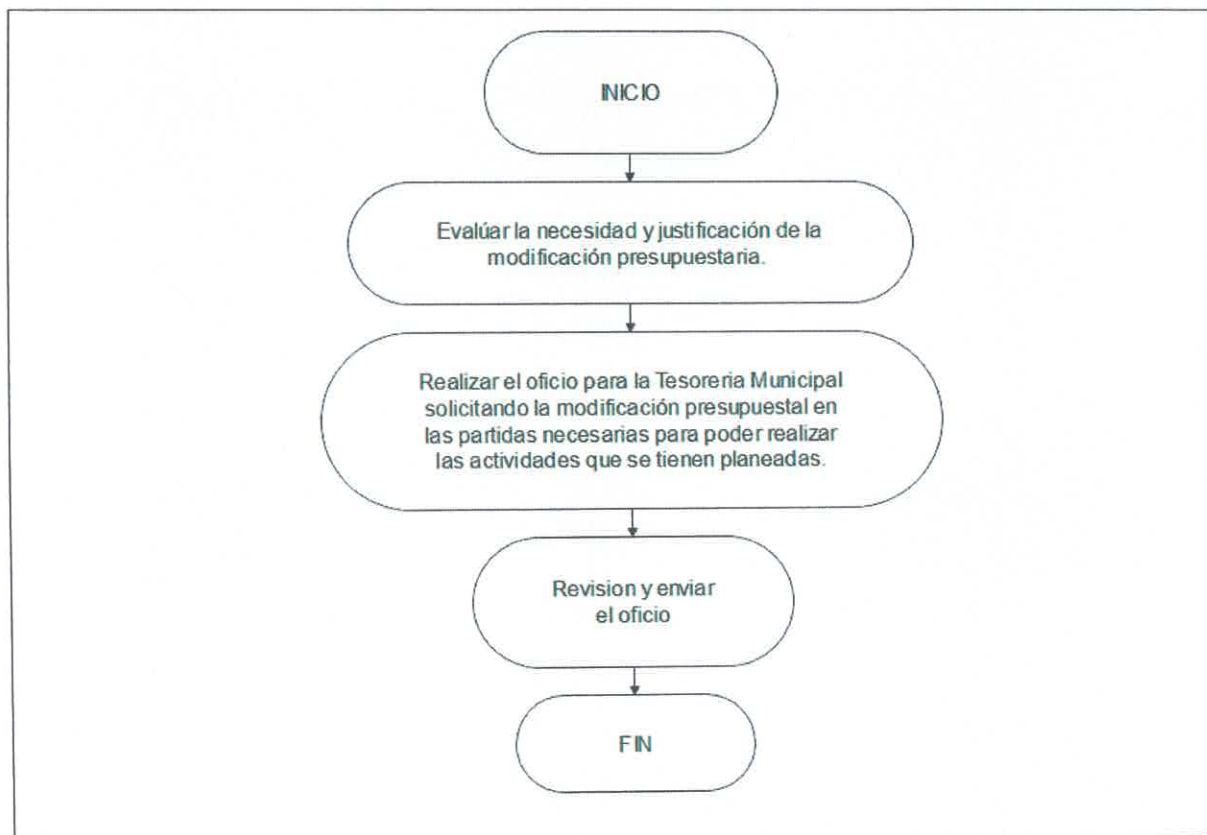 INICIO
Evalúar la necesidad y justificación de la
modificación presupuestaria.
Realizar el oficio para la Tesoreria Municipal
solicitando la modificación presupuestal en
las partidas necesarias para poder realizar
las actividades que se tienen planeadas.
Revision y enviar
el oficio
FIN